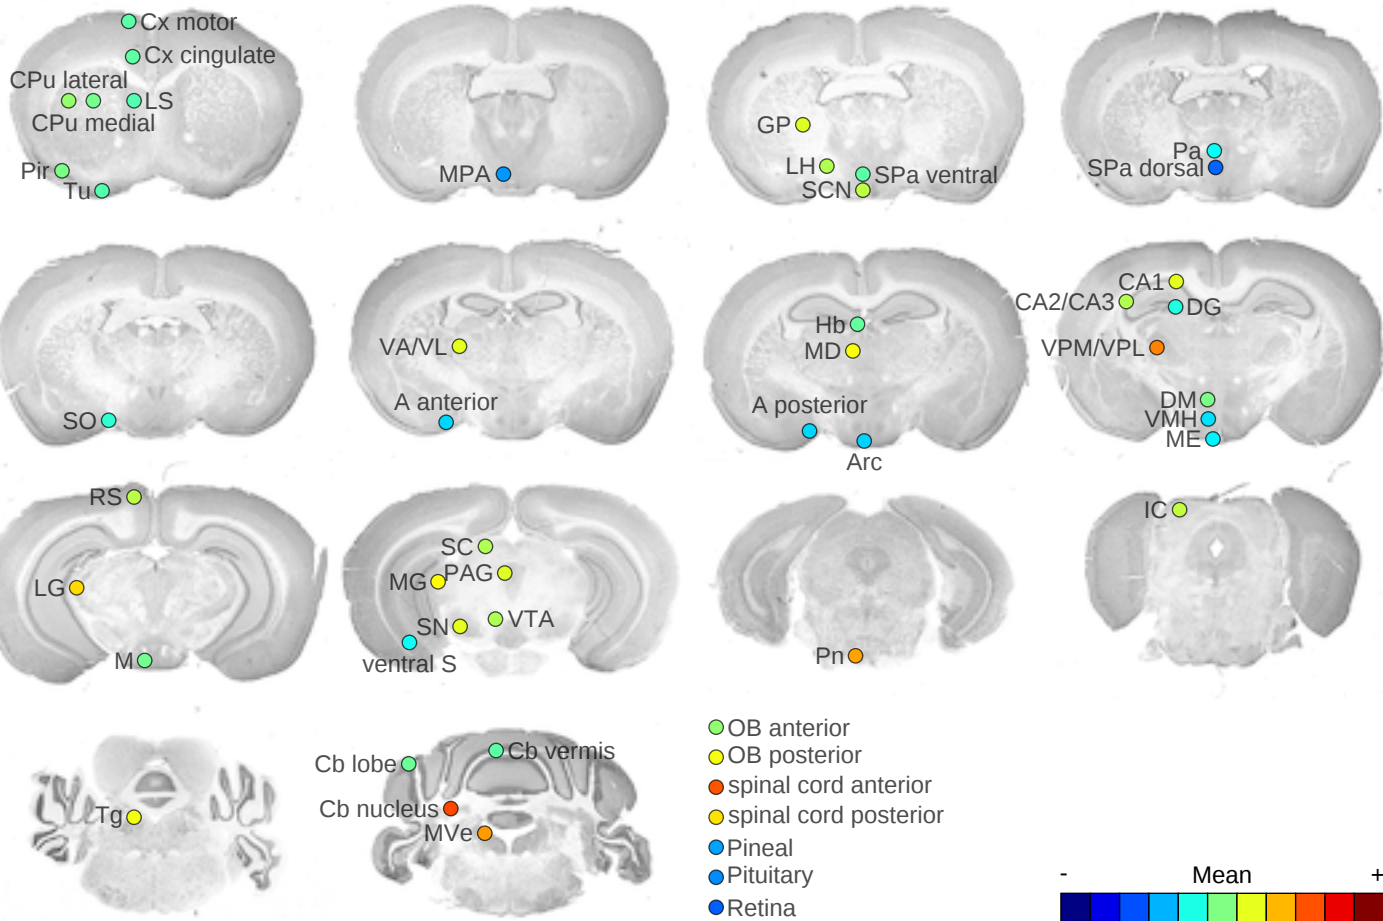 Cx motor
Cx cingulate
CPu lateral
LS
CPu medial
Pir
Tu
MPA
GP
LH
SPa ventral
SCN
Pa
SPa dorsal
SO
VA/VL
A anterior
Hb
MD
A posterior
Arc
CA1
CA2/CA3
DG
VPM/VPL
DM
VMH
ME
RS
LG
M
SC
MG
PAG
SN
VTA
ventral S
Pn
IC
Tg
Cb lobe
Cb vermis
Cb nucleus
MVe
OB anterior
OB posterior
spinal cord anterior
spinal cord posterior
Pineal
Pituitary
Retina
- Mean +